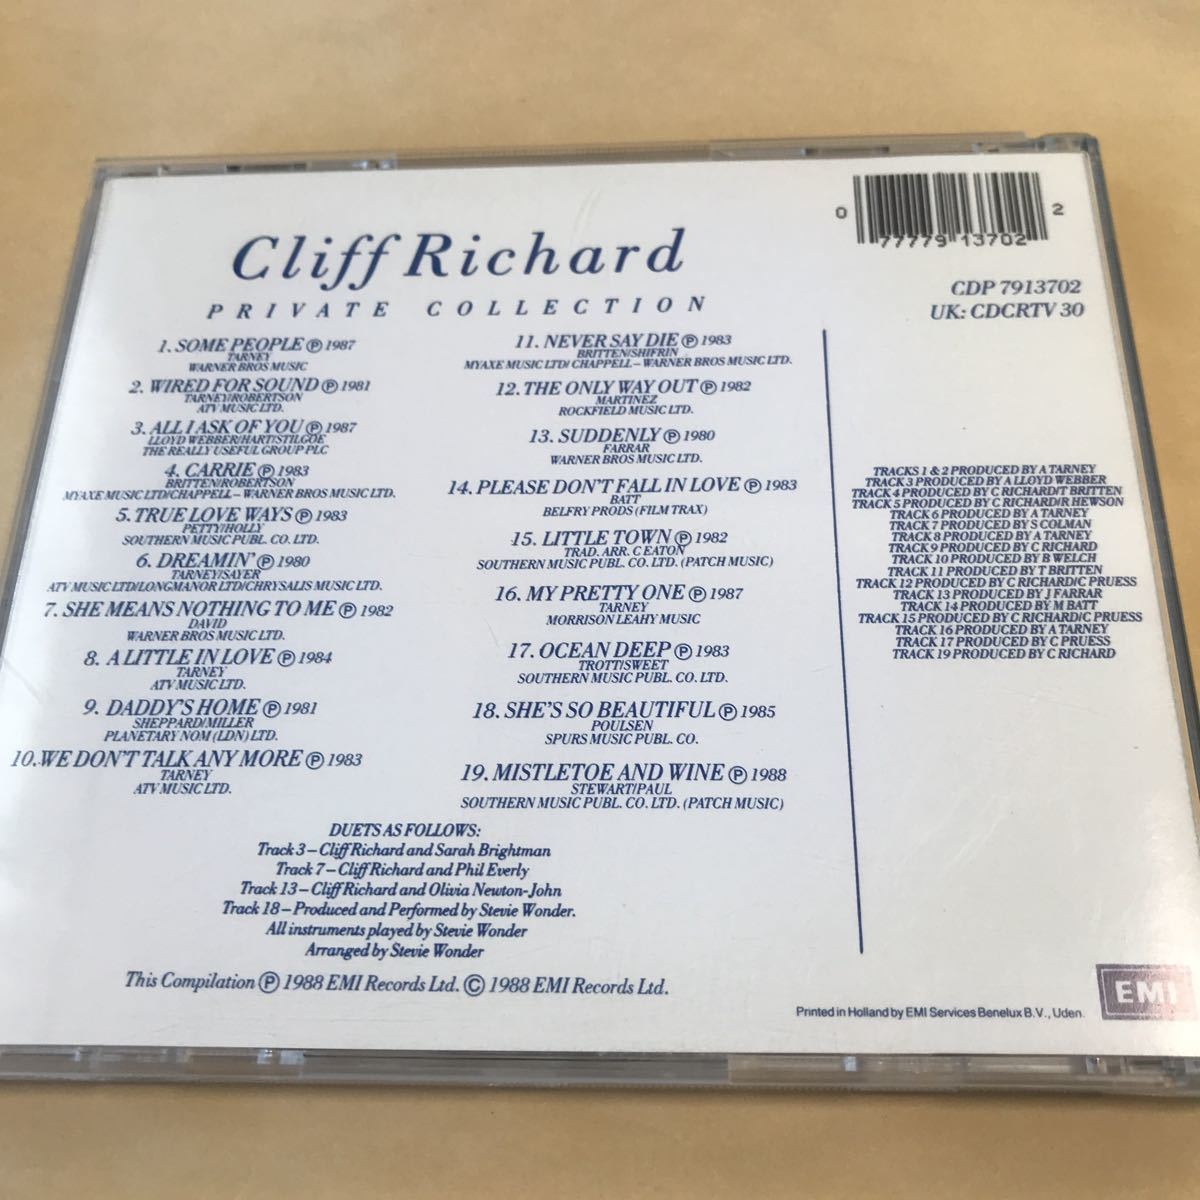 Cliff Richard
PRIVATE COLLECTION
0 77779 13702 2
CDP 7913702
UK: CDCRTV 30
1. SOME PEOPLE Ⓟ 1987
TARNEY
WARNER BROS MUSIC
2. WIRED FOR SOUND Ⓟ 1981
TARNEY/ROBERTSON
ATV MUSIC LTD.
3. ALL I ASK OF YOU Ⓟ 1987
LLOYD WEBBER/HART/STILGOE
THE REALLY USEFUL GROUP PLC
4. CARRIE Ⓟ 1983
BRITTEN/ROBERTSON
MYAXE MUSIC LTD/CHAPPELL – WARNER BROS MUSIC LTD.
5. TRUE LOVE WAYS Ⓟ 1983
PETTY/HOLLY
SOUTHERN MUSIC PUBL. CO. LTD.
6. DREAMIN' Ⓟ 1980
TARNEY/SAYER
ATV MUSIC LTD/LONGMANOR LTD/CHRYSALIS MUSIC LTD.
7. SHE MEANS NOTHING TO ME Ⓟ 1982
DAVID
WARNER BROS MUSIC LTD.
8. A LITTLE IN LOVE Ⓟ 1984
TARNEY
ATV MUSIC LTD.
9. DADDY'S HOME Ⓟ 1981
SHEPPARD/MILLER
PLANETARY NOM (LDN) LTD.
10. WE DON'T TALK ANY MORE Ⓟ 1983
TARNEY
ATV MUSIC LTD.
11. NEVER SAY DIE Ⓟ 1983
BRITTEN/SHIFRIN
MYAXE MUSIC LTD/ CHAPPELL – WARNER BROS MUSIC LTD.
12. THE ONLY WAY OUT Ⓟ 1982
MARTINEZ
ROCKFIELD MUSIC LTD.
13. SUDDENLY Ⓟ 1980
FARRAR
WARNER BROS MUSIC LTD.
14. PLEASE DON'T FALL IN LOVE Ⓟ 1983
BATT
BELFRY PRODS (FILM TRAX)
15. LITTLE TOWN Ⓟ 1982
TRAD. ARR. C EATON
SOUTHERN MUSIC PUBL. CO. LTD. (PATCH MUSIC)
16. MY PRETTY ONE Ⓟ 1987
TARNEY
MORRISON LEAHY MUSIC
17. OCEAN DEEP Ⓟ 1983
TROTT/SWEET
SOUTHERN MUSIC PUBL. CO. LTD.
18. SHE'S SO BEAUTIFUL Ⓟ 1985
POULSEN
SPURS MUSIC PUBL. CO.
19. MISTLETOE AND WINE Ⓟ 1988
STEWART/PAUL
SOUTHERN MUSIC PUBL. CO. LTD. (PATCH MUSIC)
TRACKS 1 & 2 PRODUCED BY A TARNEY
TRACK 3 PRODUCED BY A LLOYD WEBBER
TRACK 4 PRODUCED BY C RICHARD/T BRITTEN
TRACK 5 PRODUCED BY C RICHARD/R HEWSON
TRACK 6 PRODUCED BY A TARNEY
TRACK 7 PRODUCED BY S COLMAN
TRACK 8 PRODUCED BY A TARNEY
TRACK 9 PRODUCED BY C RICHARD
TRACK 10 PRODUCED BY B WELCH
TRACK 11 PRODUCED BY T BRITTEN
TRACK 12 PRODUCED BY C RICHARD/C PRUESS
TRACK 13 PRODUCED BY J FARRAR
TRACK 14 PRODUCED BY M BATT
TRACK 15 PRODUCED BY C RICHARD/C PRUESS
TRACK 16 PRODUCED BY A TARNEY
TRACK 17 PRODUCED BY C PRUESS
TRACK 19 PRODUCED BY C RICHARD
DUETS AS FOLLOWS:
Track 3 – Cliff Richard and Sarah Brightman
Track 7 – Cliff Richard and Phil Everly
Track 13 – Cliff Richard and Olivia Newton-John
Track 18 – Produced and Performed by Stevie Wonder.
All instruments played by Stevie Wonder
Arranged by Stevie Wonder
This Compilation Ⓟ 1988 EMI Records Ltd. © 1988 EMI Records Ltd.
EMI
Printed in Holland by EMI Services Benelux B.V., Uden.